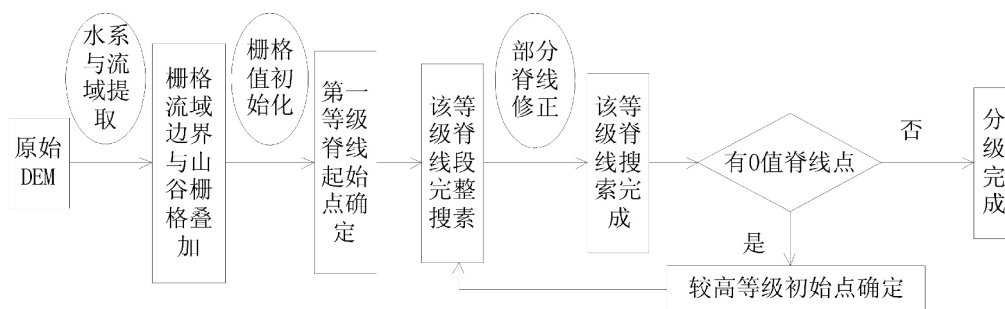 水系
与流
域提
取
原始
DEM
栅格
流域
边界
与山
谷栅
格叠
加
栅格
值初
始化
第一
等级
脊线
起始
点确
定
该等
级脊
线段
完整
搜素
部分
脊线
修正
该等
级脊
线搜
索完
成
有0值脊线点
否
是
分
级
完
成
较高等级初始点确定